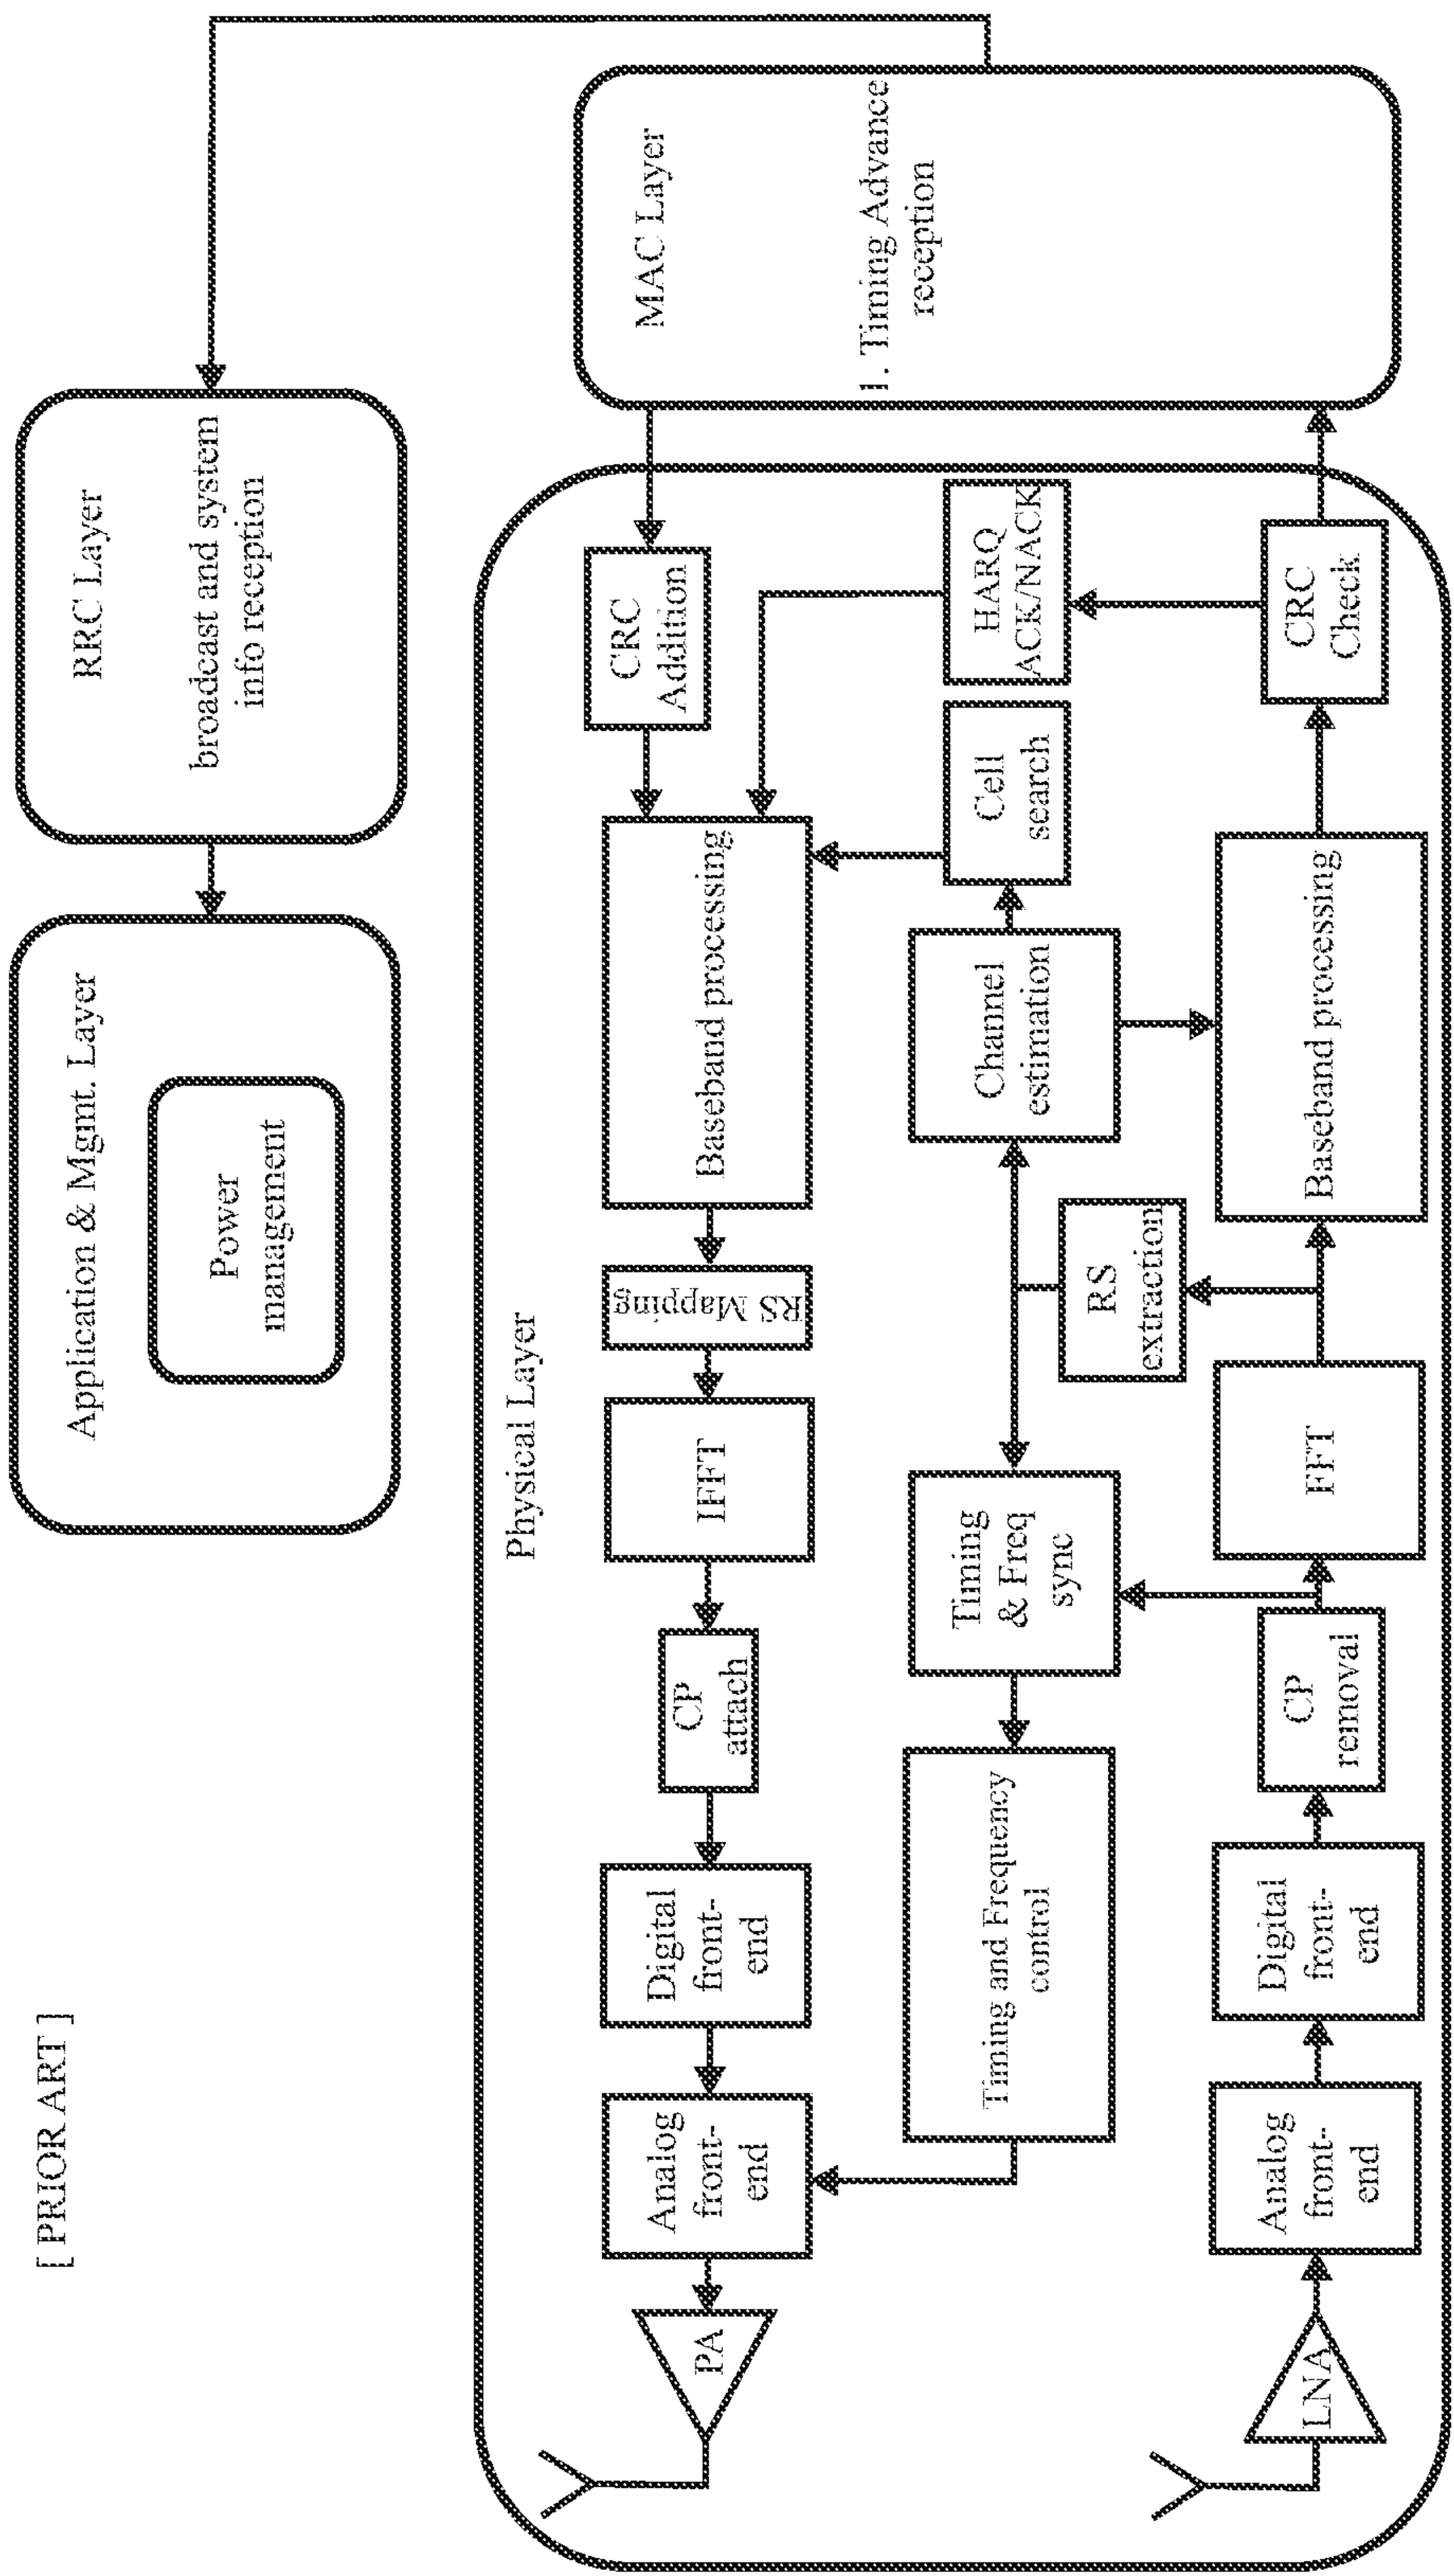 [ PRIOR ART ]
Application & Mgmt. Layer
Power
management
RRC Layer
broadcast and system
info reception
Physical Layer
PA
Analog
front-
end
Digital
front-
end
CP
attach
IFFT
RS Mapping
Baseband processing
CRC
Addition
MAC Layer
1. Timing Advance
reception
Timing and Frequency
control
Timing
& Freq
sync
Channel
estimation
Cell
search
HARQ
ACK/NACK
RS
extraction
LNA
Analog
front-
end
Digital
front-
end
CP
removal
FFT
Baseband processing
CRC
Check